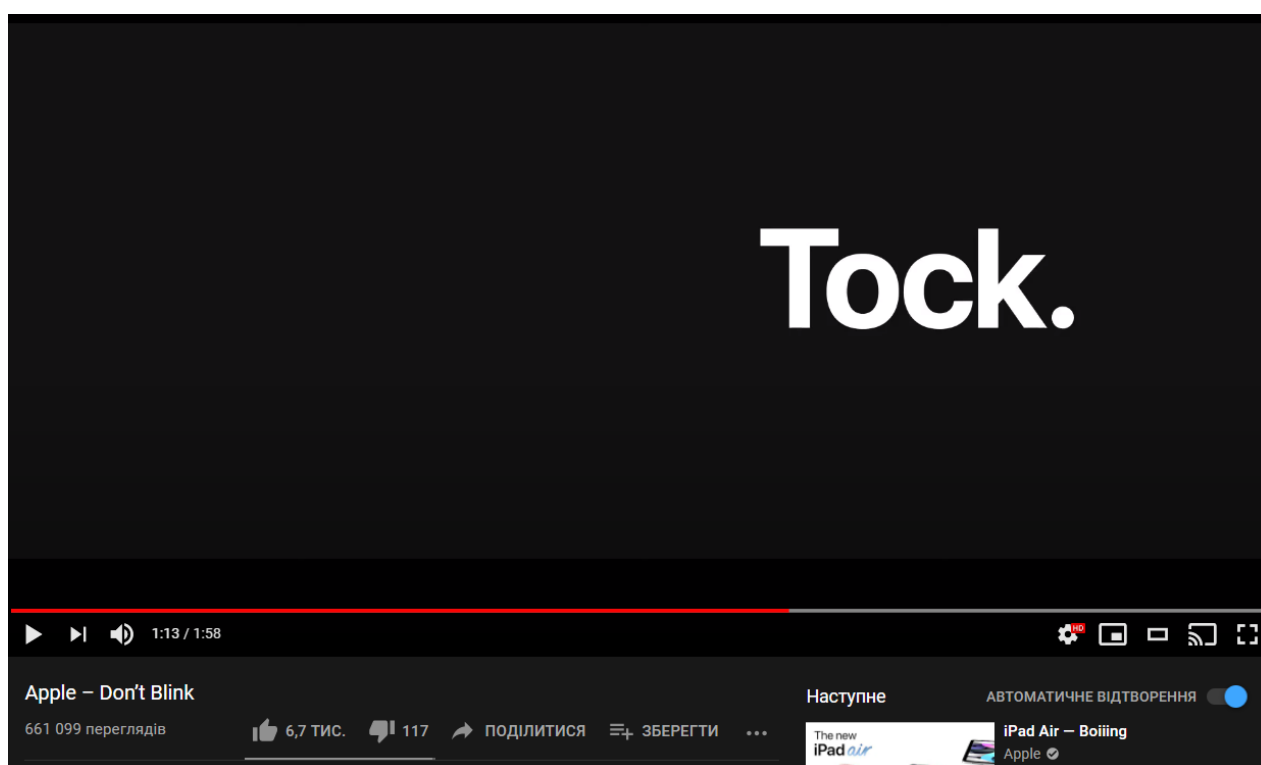 Tock.
1:13 / 1:58
HD
Apple – Don’t Blink
661 099 переглядів
6,7 ТИС.
117
ПОДІЛИТИСЯ
ЗБЕРЕГТИ
Наступне
АВТОМАТИЧНЕ ВІДТВОРЕННЯ
The new
iPad air
iPad Air — Boiiing
Apple